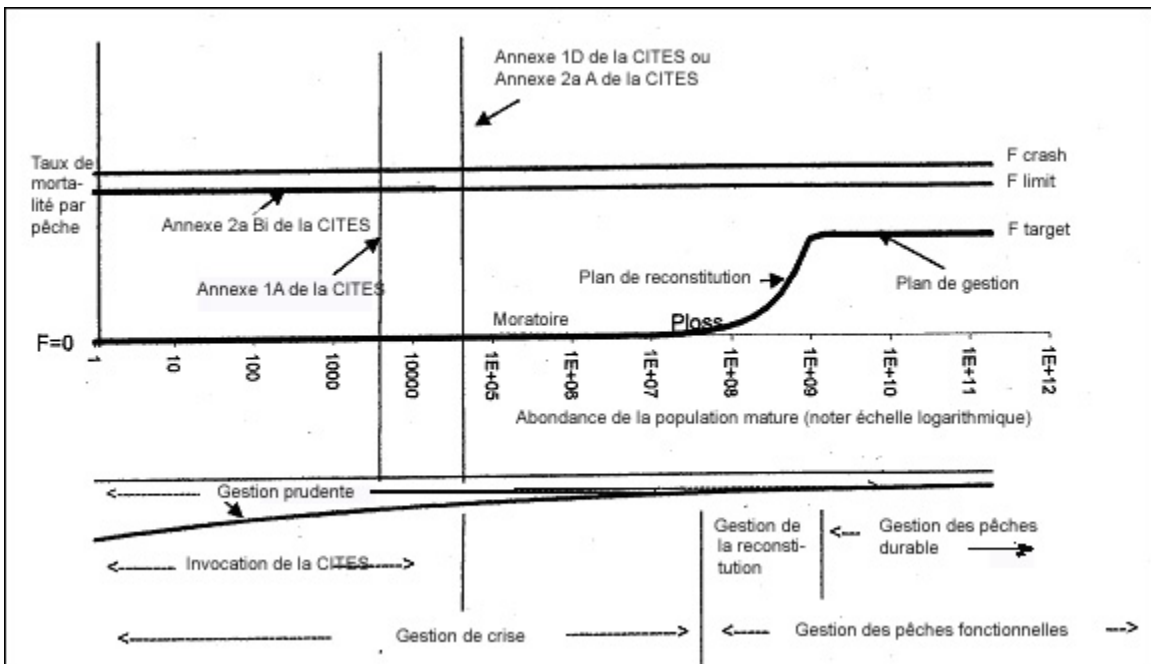 Annexe 1D de la CITES ou
Annexe 2a A de la CITES
F crash
Taux de
morta-
lité par
pêche
F limit
Annexe 2a Bi de la CITES
F target
Plan de reconstitution
Plan de gestion
Annexe 1A de la CITES
Moratoire
Ploss
F=0
1
10
100
1000
10000
1E+05
1E+06
1E+07
1E+08
1E+09
1E+10
1E+11
1E+12
Abondance de la population mature (noter échelle logarithmique)
Gestion prudente
Gestion de
la reconsti-
tution
Gestion des pêches
durable
Invocation de la CITES
Gestion de crise
Gestion des pêches fonctionnelles